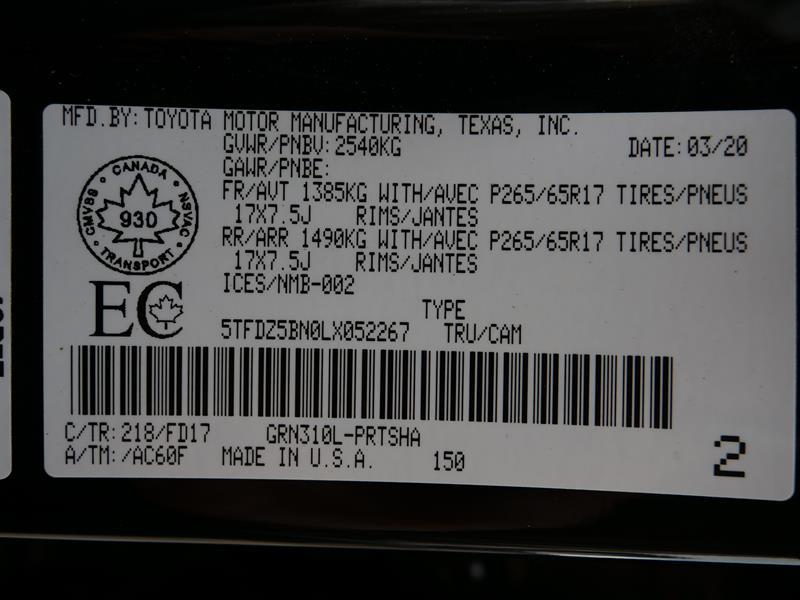 MFD.BY: TOYOTA MOTOR MANUFACTURING, TEXAS, INC.
GVWR/PNBV: 2540KG DATE: 03/20
GAWR/PNBE:
FR/AVT 1385KG WITH/AVEC P265/65R17 TIRES/PNEUS
17X7.5J RIMS/JANTES
RR/ARR 1490KG WITH/AVEC P265/65R17 TIRES/PNEUS
17X7.5J RIMS/JANTES
ICES/NMB-002
CANADA
CMVSS NSVAC
930
TRANSPORT
EC
TYPE
5TFDZ5BN0LX052267 TRU/CAM
C/TR: 218/FD17 GRN310L-PRTSHA
A/TM: /AC60F MADE IN U.S.A. 150
2